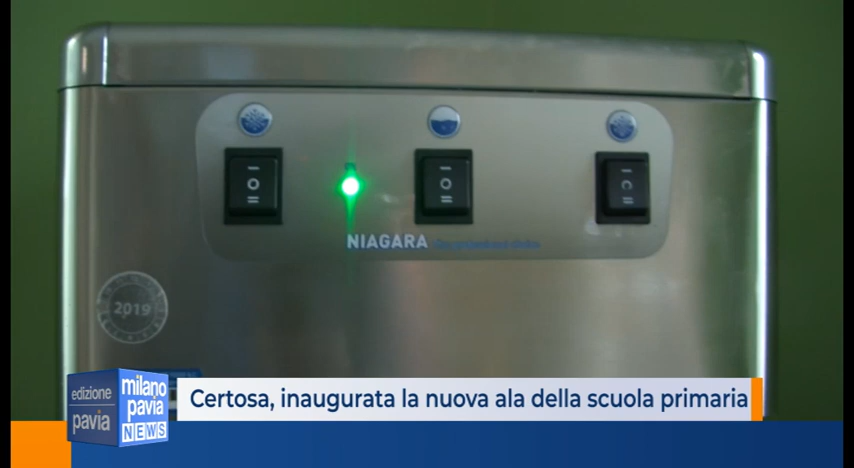 NIAGARA
2019
edizione
pavia
milano
pavia
NEWS
Certosa, inaugurata la nuova ala della scuola primaria